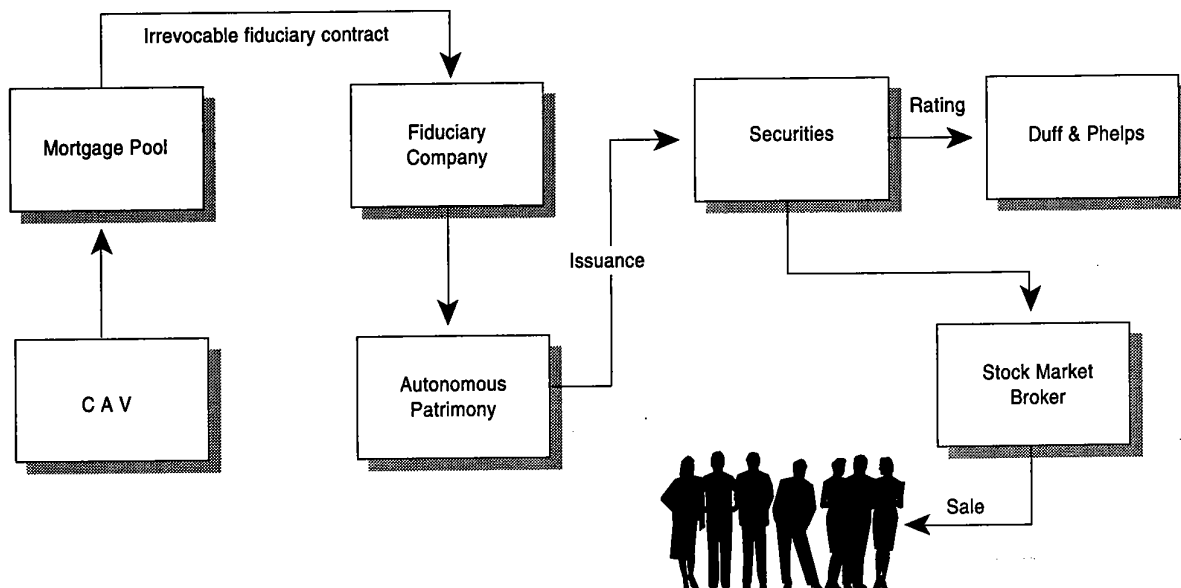 Irrevocable fiduciary contract
Mortgage Pool
Fiduciary
Company
Securities
Rating
Duff & Phelps
Issuance
C A V
Autonomous
Patrimony
Stock Market
Broker
Sale